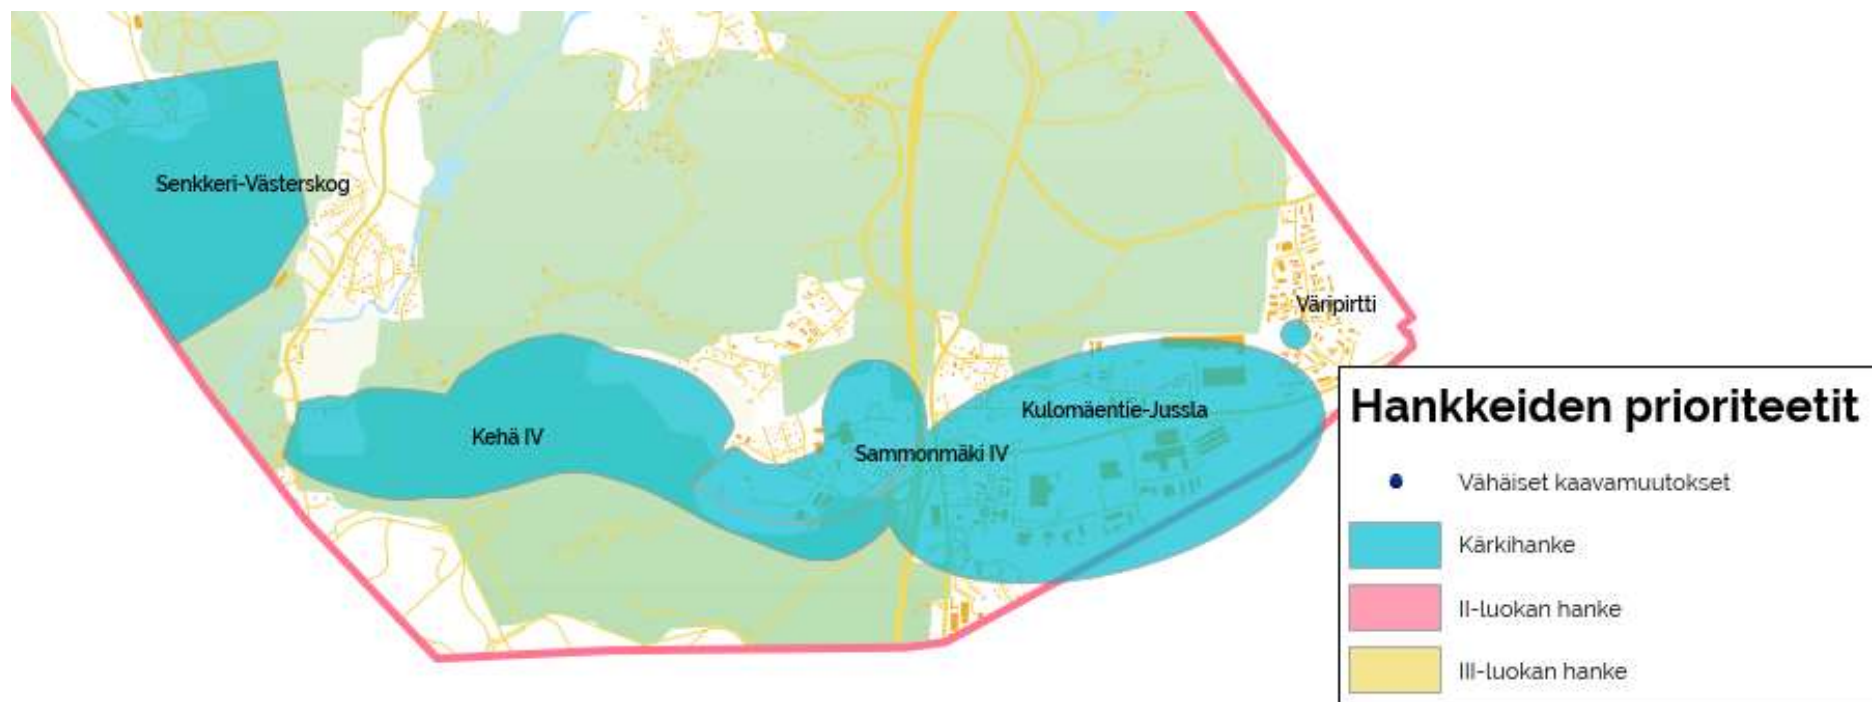 Senkkeri-Västerskog
Väripirtti
Kehä IV
Sammonmäki IV
Kulomäentie-Jussla
Hankkeiden prioriteetit
Vähäiset kaavamuutokset
Kärkihanke
II-luokan hanke
III-luokan hanke